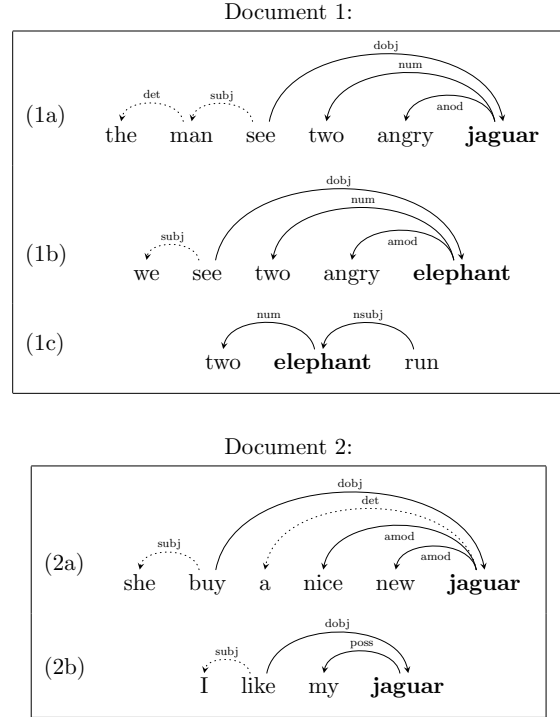 Document 1:
dobj
num
det subj anod
(1a) the man see two angry jaguar
dobj
num
subj amod
(1b) we see two angry elephant
num nsubj
(1c) two elephant run
Document 2:
dobj
det
subj amod
amod
(2a) she buy a nice new jaguar
dobj
subj poss
(2b) I like my jaguar